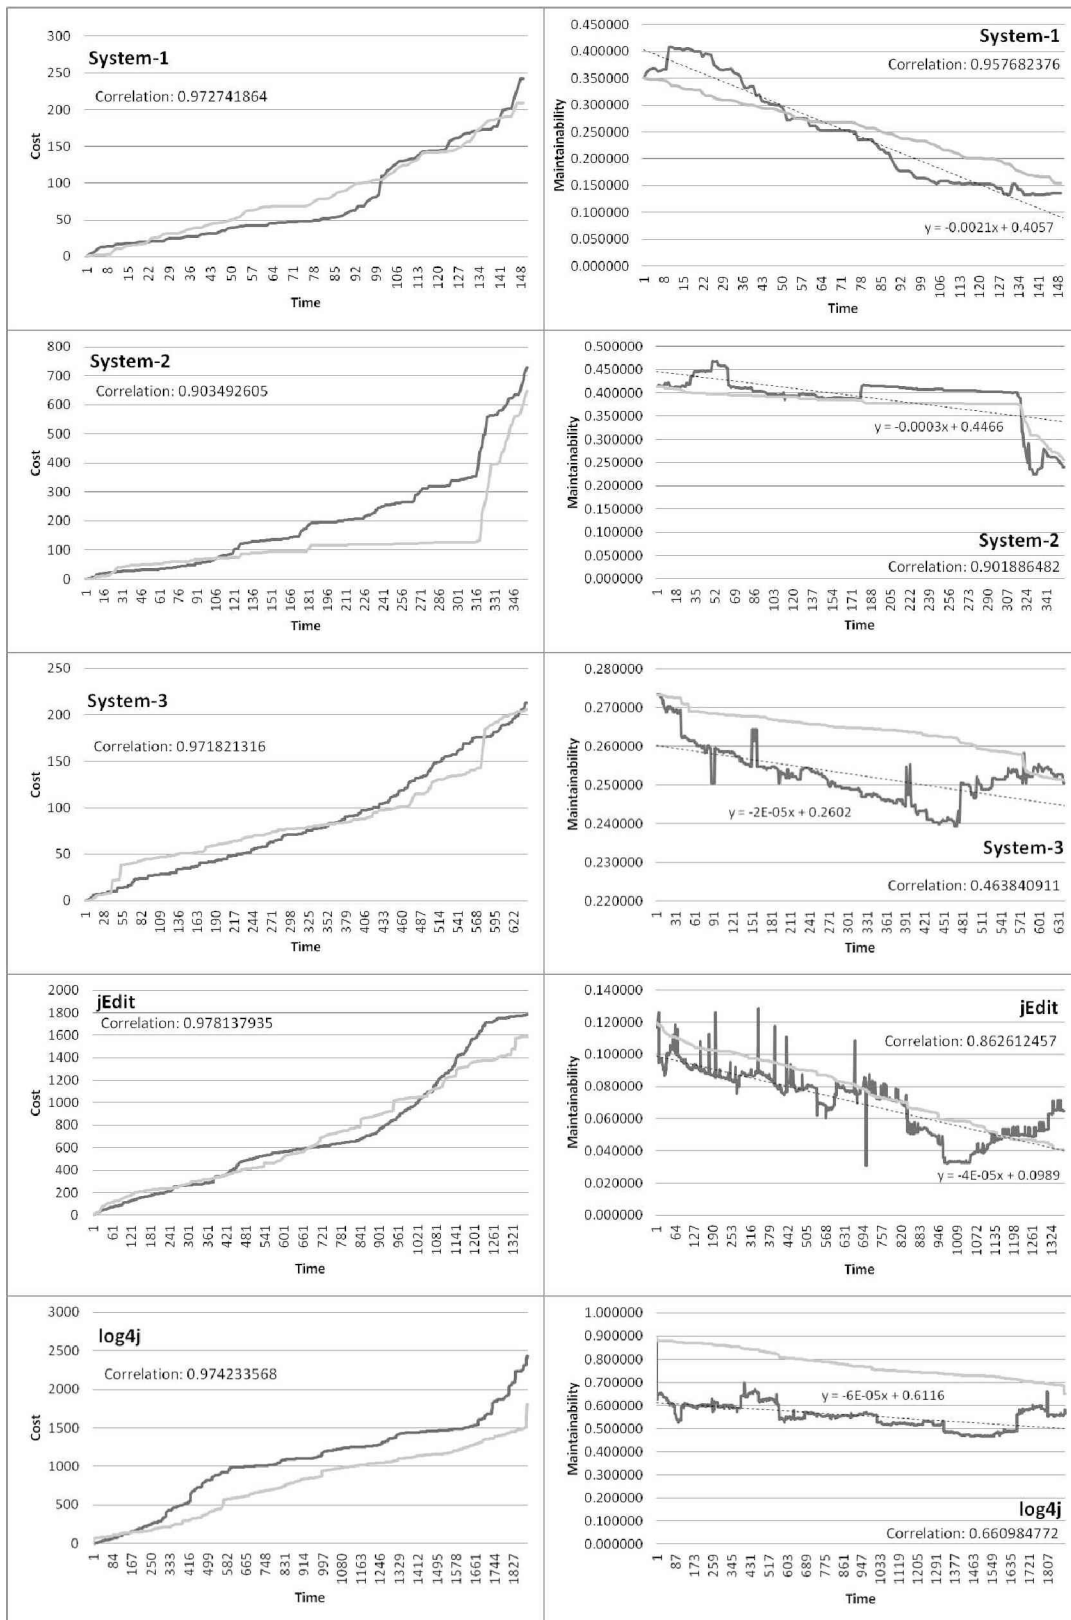 300
250
200
150
100
50
0
Cost
System-1
Correlation: 0.972741864
1 8 15 22 29 36 43 50 57 64 71 78 85 92 99 106 113 120 127 134 141 148
Time
0.450000
0.400000
0.350000
0.300000
0.250000
0.200000
0.150000
0.100000
0.050000
0.000000
Maintainability
System-1
Correlation: 0.957682376
y = -0.0021x + 0.4057
1 8 15 22 29 36 43 50 57 64 71 78 85 92 99 106 113 120 127 134 141 148
Time
800
700
600
500
400
300
200
100
0
Cost
System-2
Correlation: 0.903492605
1 16 31 46 61 76 91 106 121 136 151 166 181 196 211 226 241 256 271 286 301 316 331 346
Time
0.500000
0.450000
0.400000
0.350000
0.300000
0.250000
0.200000
0.150000
0.100000
0.050000
0.000000
Maintainability
y = -0.0003x + 0.4466
System-2
Correlation: 0.901886482
1 18 35 52 69 86 103 120 137 154 171 188 205 222 239 256 273 290 307 324 341
Time
250
200
150
100
50
0
Cost
System-3
Correlation: 0.971821316
1 28 55 82 109 136 163 190 217 244 271 298 325 352 379 406 433 460 487 514 541 568 595 622
Time
0.280000
0.270000
0.260000
0.250000
0.240000
0.230000
0.220000
Maintainability
y = -2E-05x + 0.2602
System-3
Correlation: 0.463840911
1 31 61 91 121 151 181 211 241 271 301 331 361 391 421 451 481 511 541 571 601 631
Time
2000
1800
1600
1400
1200
1000
800
600
400
200
0
Cost
jEdit
Correlation: 0.978137935
1 61 121 181 241 301 361 421 481 541 601 661 721 781 841 901 961 1021 1081 1141 1201 1261 1321
Time
0.140000
0.120000
0.100000
0.080000
0.060000
0.040000
0.020000
0.000000
Maintainability
jEdit
Correlation: 0.862612457
y = -4E-05x + 0.0989
1 64 127 190 253 316 379 442 505 568 631 694 757 820 883 946 1009 1072 1135 1198 1261 1324
Time
3000
2500
2000
1500
1000
500
0
Cost
log4j
Correlation: 0.974233568
1 84 167 250 333 416 499 582 665 748 831 914 997 1080 1163 1246 1329 1412 1495 1578 1661 1744 1827
Time
1.000000
0.900000
0.800000
0.700000
0.600000
0.500000
0.400000
0.300000
0.200000
0.100000
0.000000
Maintainability
y = -6E-05x + 0.6116
log4j
Correlation: 0.660984772
1 87 173 259 345 431 517 603 689 775 861 947 1033 1119 1205 1291 1377 1463 1549 1635 1721 1807
Time